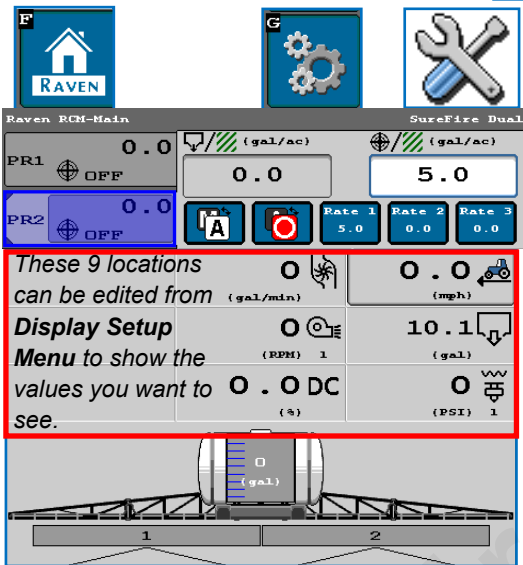 F
RAVEN
G
Raven RCM-Main
SureFire Dual
PR1
0.0
OFF
(gal/ac)
0.0
(gal/ac)
5.0
PR2
0.0
OFF
A
Rate 1
5.0
Rate 2
0.0
Rate 3
0.0
These 9 locations
can be edited from
Display Setup
Menu to show the
values you want to
see.
0
(gal/min)
0.0
(mph)
0
(RPM) 1
10.1
(gal)
0.0 DC
(%)
0
(PSI) 1
0
(gal)
1
2